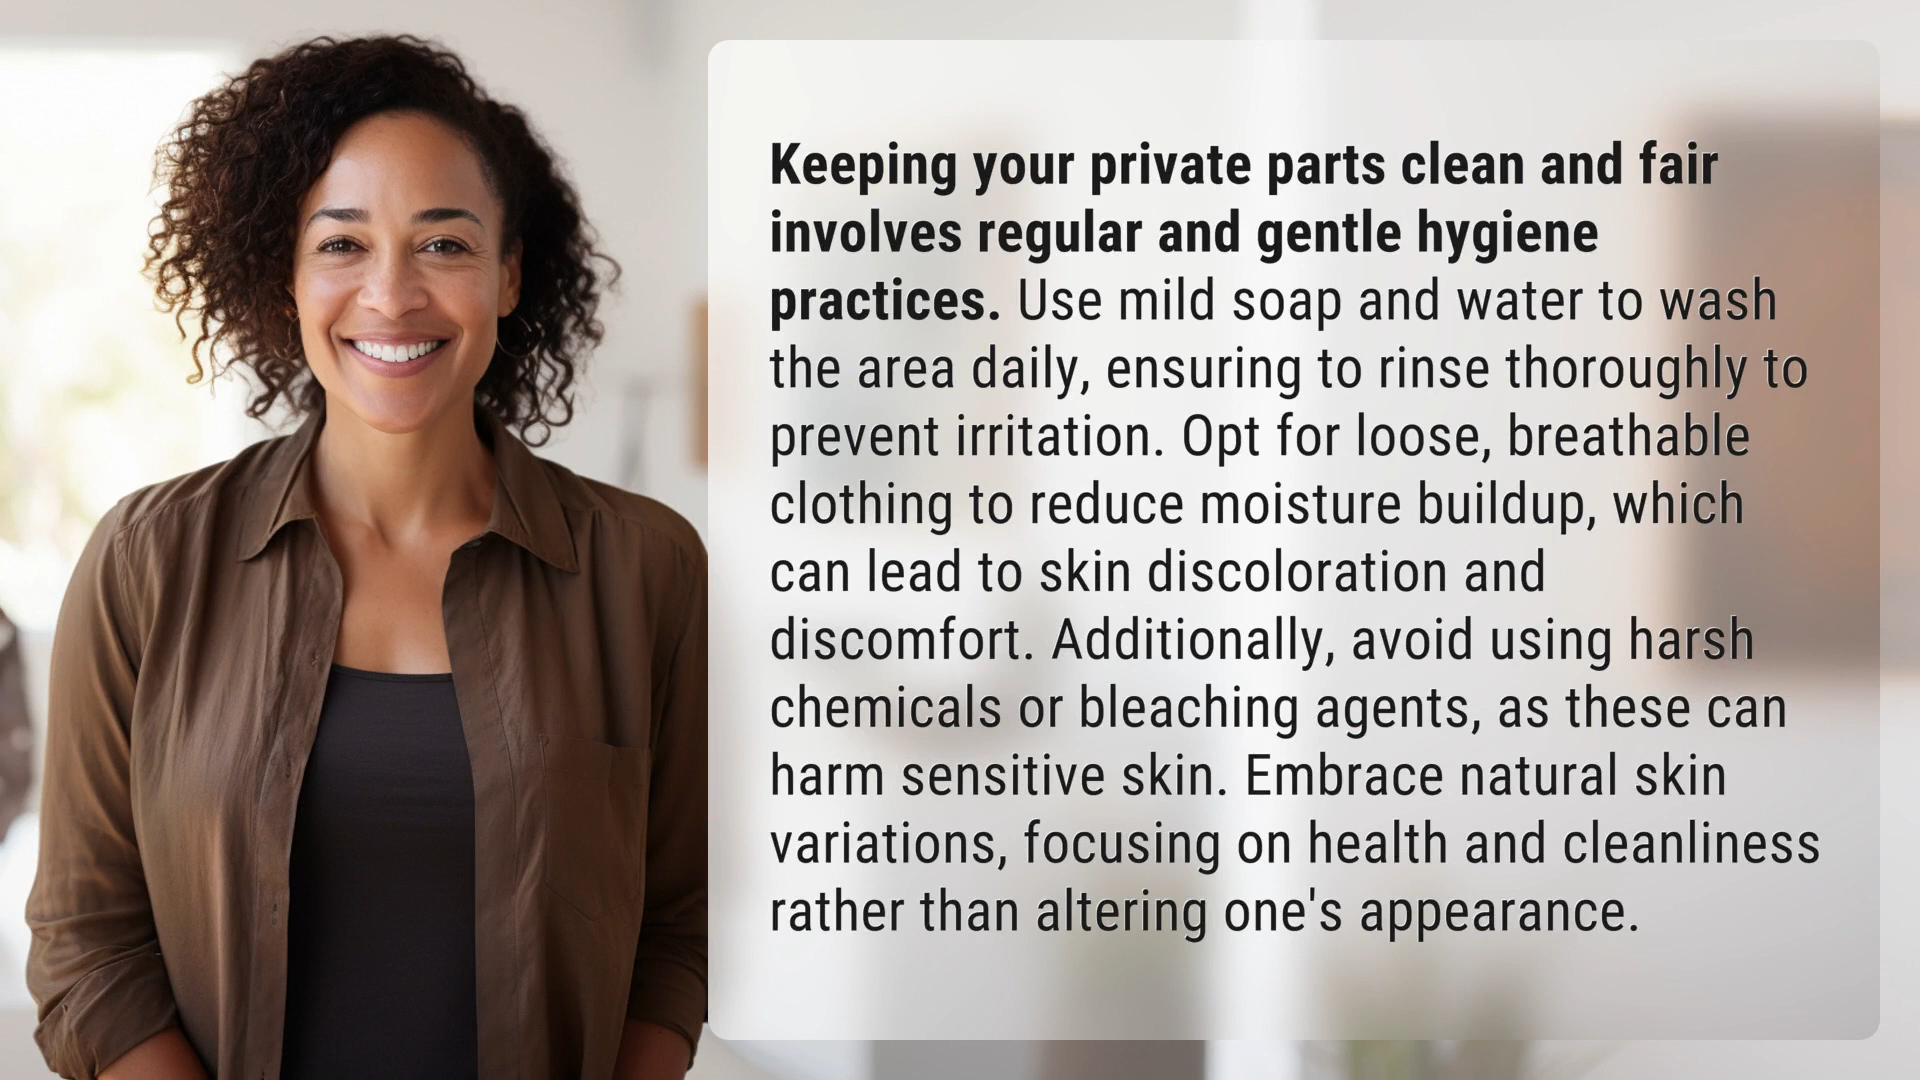 Keeping your private parts clean and fair
involves regular and gentle hygiene
practices. Use mild soap and water to wash
the area daily, ensuring to rinse thoroughly to
prevent irritation. Opt for loose, breathable
clothing to reduce moisture buildup, which
can lead to skin discoloration and
discomfort. Additionally, avoid using harsh
chemicals or bleaching agents, as these can
harm sensitive skin. Embrace natural skin
variations, focusing on health and cleanliness
rather than altering one's appearance.